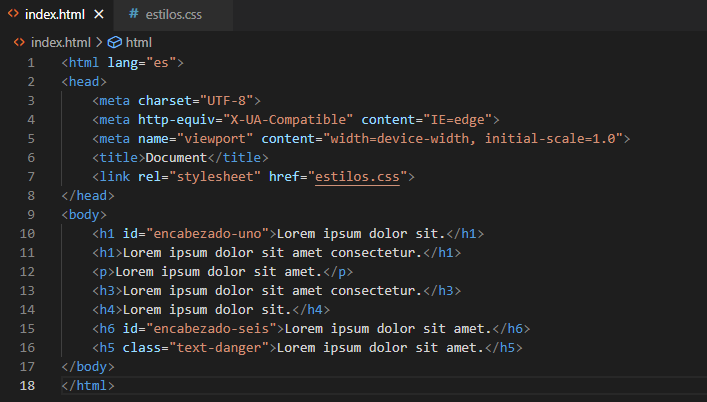 index.html × # estilos.css
index.html > html
1 <html lang="es">
2 <head>
3     <meta charset="UTF-8">
4     <meta http-equiv="X-UA-Compatible" content="IE=edge">
5     <meta name="viewport" content="width=device-width, initial-scale=1.0">
6     <title>Document</title>
7     <link rel="stylesheet" href="estilos.css">
8 </head>
9 <body>
10     <h1 id="encabezado-uno">Lorem ipsum dolor sit.</h1>
11     <h1>Lorem ipsum dolor sit amet consectetur.</h1>
12     <p>Lorem ipsum dolor sit amet.</p>
13     <h3>Lorem ipsum dolor sit amet consectetur.</h3>
14     <h4>Lorem ipsum dolor sit.</h4>
15     <h6 id="encabezado-seis">Lorem ipsum dolor sit amet.</h6>
16     <h5 class="text-danger">Lorem ipsum dolor sit amet.</h5>
17 </body>
18 </html>